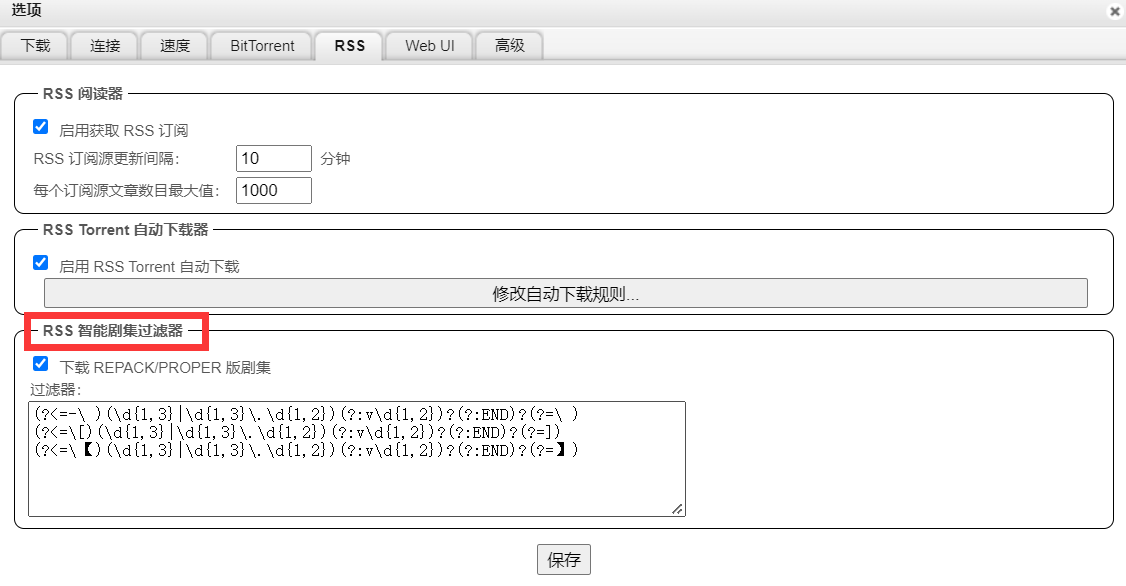 选项
下载 连接 速度 BitTorrent RSS Web UI 高级
RSS 阅读器
启用获取 RSS 订阅
RSS 订阅源更新间隔: 10 分钟
每个订阅源文章数目最大值: 1000
RSS Torrent 自动下载器
启用 RSS Torrent 自动下载
修改自动下载规则...
RSS 智能剧集过滤器
下载 REPACK/PROPER 版剧集
过滤器:
(?<=-\ )(\d{1,3}|\d{1,3}\.\d{1,2})(?:v\d{1,2})?(?:END)?(?=\ )
(?<=\[)(\d{1,3}|\d{1,3}\.\d{1,2})(?:v\d{1,2})?(?:END)?(?=])
(?<=\【)(\d{1,3}|\d{1,3}\.\d{1,2})(?:v\d{1,2})?(?:END)?(?=】)
保存